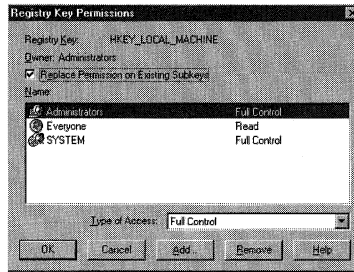 Registry Key Permissions
Registry Key: HKEY_LOCAL_MACHINE
Owner: Administrators
Replace Permission on Existing Subkeys
Name:
Administrators Full Control
Everyone Read
SYSTEM Full Control
Type of Access: Full Control
OK Cancel Add... Remove Help